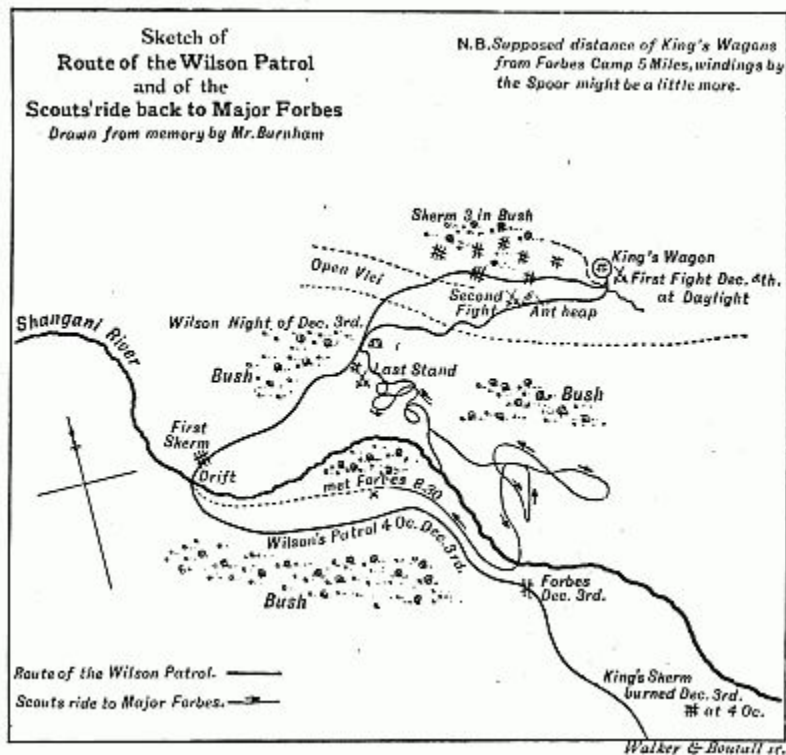 Sketch of
Route of the Wilson Patrol
and of the
Scouts' ride back to Major Forbes
Drawn from memory by Mr. Burnham
N.B. Supposed distance of King's Wagons
from Forbes Camp 5 Miles, windings by
the Spoor might be a little more.
Skerm 3 in Bush
King's Wagon
First Fight Dec. 4th.
at Daylight
Open Vlei
Second
Fight
Ant heap
Wilson Night of Dec. 3rd.
Shangani River
Bush
Last Stand
Bush
First
Skerm
Drift
met Forbes 8.30
Wilson's Patrol 4 Oc. Dec. 3rd.
Bush
Forbes
Dec. 3rd.
Route of the Wilson Patrol.
Scouts ride to Major Forbes.
King's Skerm
burned Dec. 3rd.
at 4 Oc.
Walker & Boutall sc.